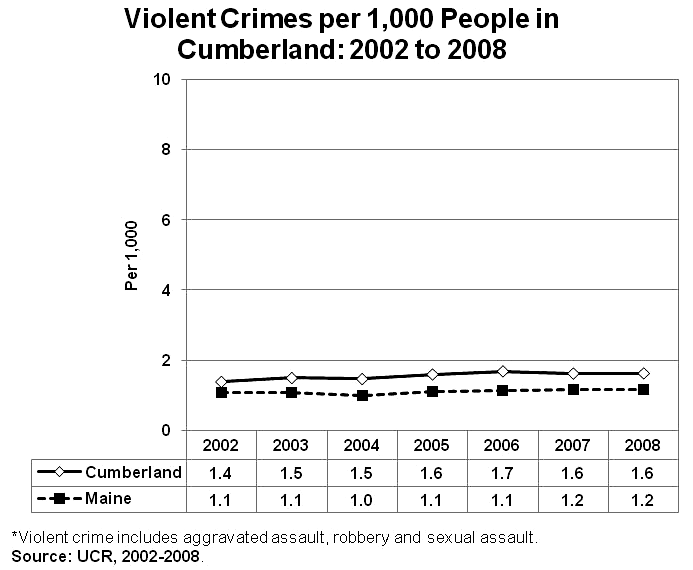 Violent Crimes per 1,000 People in
Cumberland: 2002 to 2008
10
8
6
4
2
0
Per 1,000
2002 2003 2004 2005 2006 2007 2008
Cumberland 1.4 1.5 1.5 1.6 1.7 1.6 1.6
Maine 1.1 1.1 1.0 1.1 1.1 1.2 1.2
*Violent crime includes aggravated assault, robbery and sexual assault.
Source: UCR, 2002-2008.